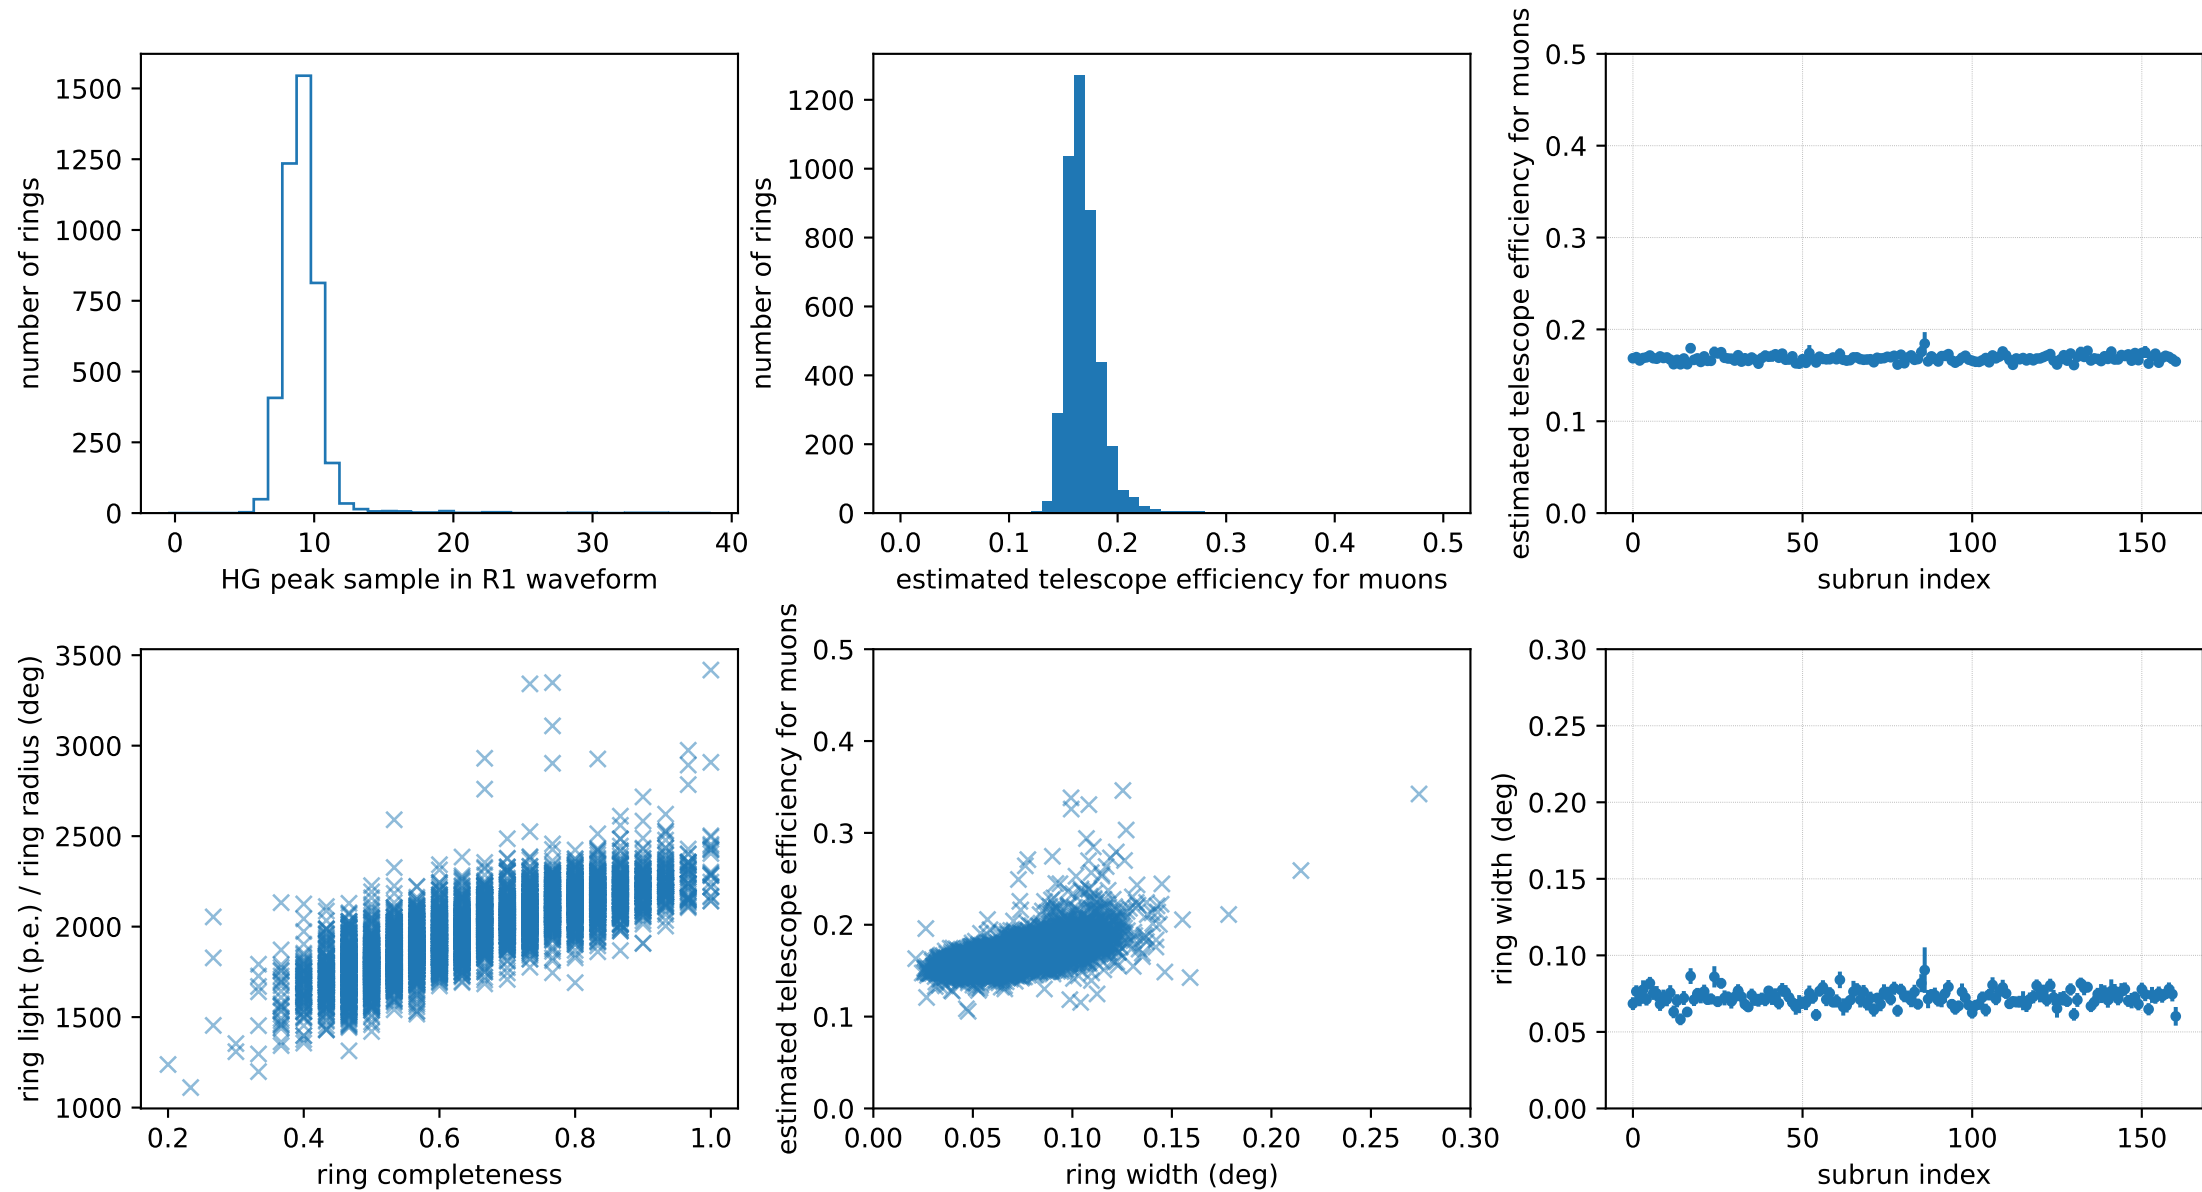 number of rings
1500
1250
1000
750
500
250
0
0 10 20 30 40
HG peak sample in R1 waveform
number of rings
1200
1000
800
600
400
200
0
0.0 0.1 0.2 0.3 0.4 0.5
estimated telescope efficiency for muons
estimated telescope efficiency for muons
0.5
0.4
0.3
0.2
0.1
0.0
0 50 100 150
subrun index
ring light (p.e.) / ring radius (deg)
3500
3000
2500
2000
1500
1000
0.2 0.4 0.6 0.8 1.0
ring completeness
estimated telescope efficiency for muons
0.5
0.4
0.3
0.2
0.1
0.0
0.00 0.05 0.10 0.15 0.20 0.25 0.30
ring width (deg)
ring width (deg)
0.30
0.25
0.20
0.15
0.10
0.05
0.00
0 50 100 150
subrun index